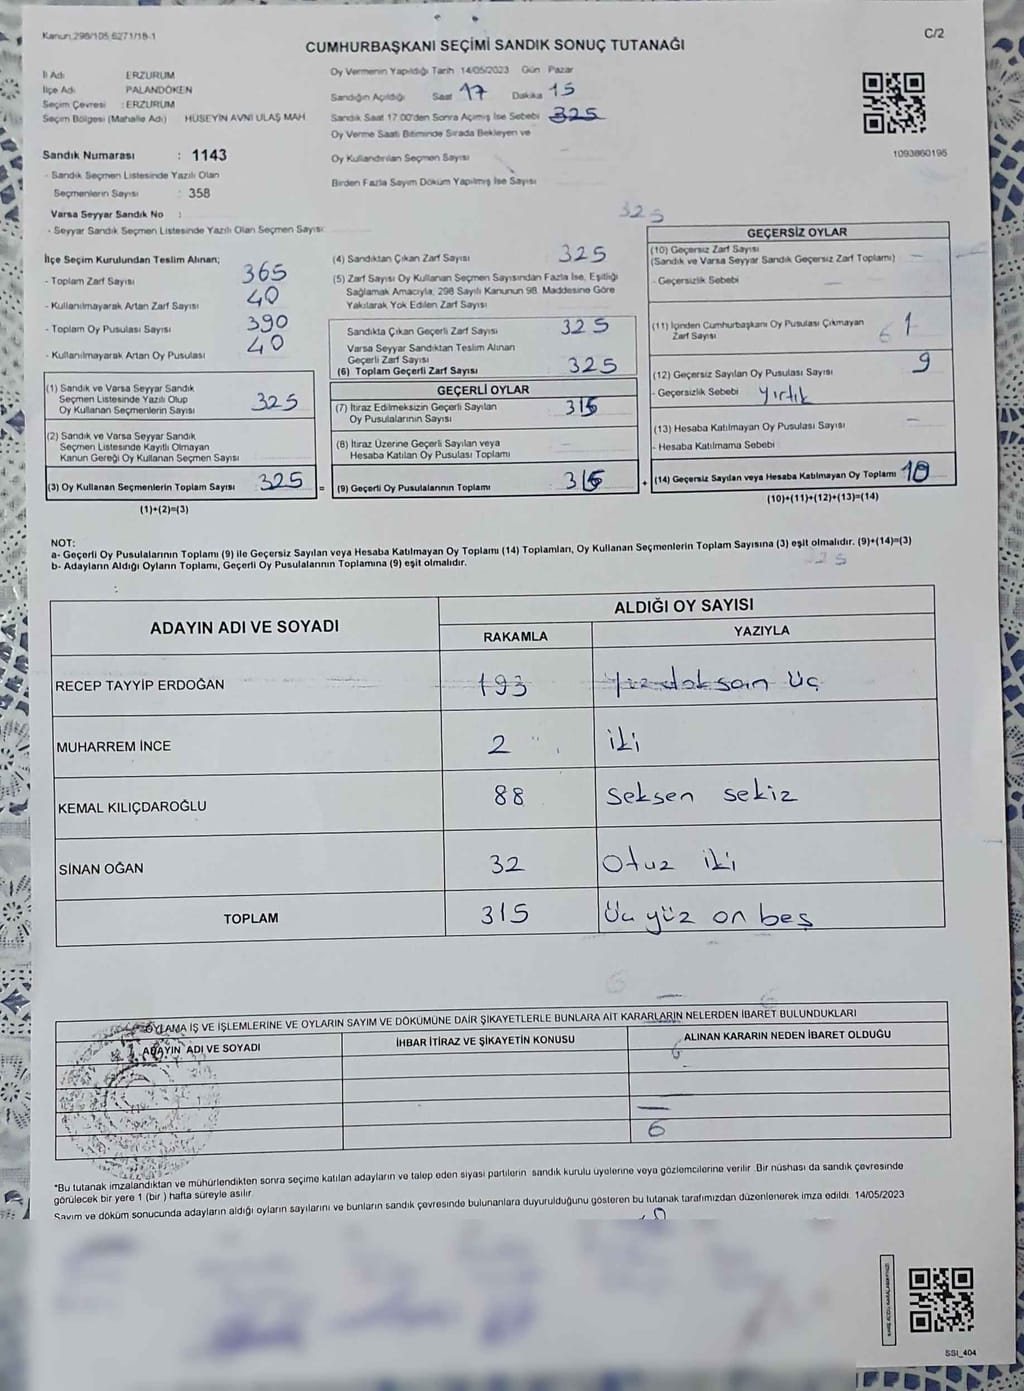 Kanun 298/105 6271/18-1
C/2
CUMHURBAŞKANI SEÇİMİ SANDIK SONUÇ TUTANAĞI
İl Adı ERZURUM
İlçe Adı PALANDÖKEN
Seçim Çevresi : ERZURUM
Seçim Bölgesi (Mahalle Adı) HÜSEYİN AVNİ ULAŞ MAH
Sandık Numarası : 1143
- Sandık Seçmen Listesinde Yazılı Olan
Seçmenlerin Sayısı : 358
Varsa Seyyar Sandık No :
- Seyyar Sandık Seçmen Listesinde Yazılı Olan Seçmen Sayısı:
Oy Vermenin Yapıldığı Tarih 14/05/2023 Gün Pazar
Sandığın Açıldığı Saat 17 Dakika 15
Sandık Saat 17:00'den Sonra Açılmış İse Sebebi 325
Oy Verme Saati Bitiminde Sırada Bekleyen ve
Oy Kullandırılan Seçmen Sayısı
Birden Fazla Sayım Döküm Yapılmış İse Sayısı
1093860195
325
İlçe Seçim Kurulundan Teslim Alınan;
- Toplam Zarf Sayısı 365
- Kullanılmayarak Artan Zarf Sayısı 40
- Toplam Oy Pusulası Sayısı 390
- Kullanılmayarak Artan Oy Pusulası 40
(1) Sandık ve Varsa Seyyar Sandık
Seçmen Listesinde Yazılı Olup
Oy Kullanan Seçmenlerin Sayısı 325
(2) Sandık ve Varsa Seyyar Sandık
Seçmen Listesinde Kayıtlı Olmayan
Kanun Gereği Oy Kullanan Seçmen Sayısı
(3) Oy Kullanan Seçmenlerin Toplam Sayısı 325 =
(1)+(2)=(3)
(4) Sandıktan Çıkan Zarf Sayısı 325
(5) Zarf Sayısı Oy Kullanan Seçmen Sayısından Fazla İse, Eşitliği
Sağlamak Amacıyla, 298 Sayılı Kanunun 98. Maddesine Göre
Yakılarak Yok Edilen Zarf Sayısı
Sandıkta Çıkan Geçerli Zarf Sayısı 325
Varsa Seyyar Sandıktan Teslim Alınan
Geçerli Zarf Sayısı
(6) Toplam Geçerli Zarf Sayısı 325
GEÇERLİ OYLAR
(7) İtiraz Edilmeksizin Geçerli Sayılan
Oy Pusulalarının Sayısı 315
(8) İtiraz Üzerine Geçerli Sayılan veya
Hesaba Katılan Oy Pusulası Toplamı
(9) Geçerli Oy Pusulalarının Toplamı 315 +
GEÇERSİZ OYLAR
(10) Geçersiz Zarf Sayısı
(Sandık ve Varsa Seyyar Sandık Geçersiz Zarf Toplamı)
- Geçersizlik Sebebi
(11) İçinden Cumhurbaşkanı Oy Pusulası Çıkmayan
Zarf Sayısı 6 1
(12) Geçersiz Sayılan Oy Pusulası Sayısı 9
- Geçersizlik Sebebi Yırtık
(13) Hesaba Katılmayan Oy Pusulası Sayısı
- Hesaba Katılmama Sebebi
(14) Geçersiz Sayılan veya Hesaba Katılmayan Oy Toplamı 10
(10)+(11)+(12)+(13)=(14)
NOT:
a- Geçerli Oy Pusulalarının Toplamı (9) ile Geçersiz Sayılan veya Hesaba Katılmayan Oy Toplamı (14) Toplamları, Oy Kullanan Seçmenlerin Toplam Sayısına (3) eşit olmalıdır. (9)+(14)=(3)
b- Adayların Aldığı Oyların Toplamı, Geçerli Oy Pusulalarının Toplamına (9) eşit olmalıdır.
325
ADAYIN ADI VE SOYADI
ALDIĞI OY SAYISI
RAKAMLA YAZIYLA
RECEP TAYYİP ERDOĞAN 193 Yüz doksan üç
MUHARREM İNCE 2 iki
KEMAL KILIÇDAROĞLU 88 Seksen sekiz
SİNAN OĞAN 32 Otuz iki
TOPLAM 315 Üç yüz on beş
6
6
OYLAMA İŞ VE İŞLEMLERİNE VE OYLARIN SAYIM VE DÖKÜMÜNE DAİR ŞİKAYETLERLE BUNLARA AİT KARARLARIN NELERDEN İBARET BULUNDUKLARI
ADAYIN ADI VE SOYADI İHBAR İTİRAZ VE ŞİKAYETİN KONUSU ALINAN KARARIN NEDEN İBARET OLDUĞU
6
6
*Bu tutanak imzalandıktan ve mühürlendikten sonra seçime katılan adayların ve talep eden siyasi partilerin sandık kurulu üyelerine veya gözlemcilerine verilir. Bir nüshası da sandık çevresinde
görülecek bir yere 1 (bir) hafta süreyle asılır.
Sayım ve döküm sonucunda adayların aldığı oyların sayılarını ve bunların sandık çevresinde bulunanlara duyurulduğunu gösteren bu tutanak tarafımızdan düzenlenerek imza edildi. 14/05/2023
SSI_404